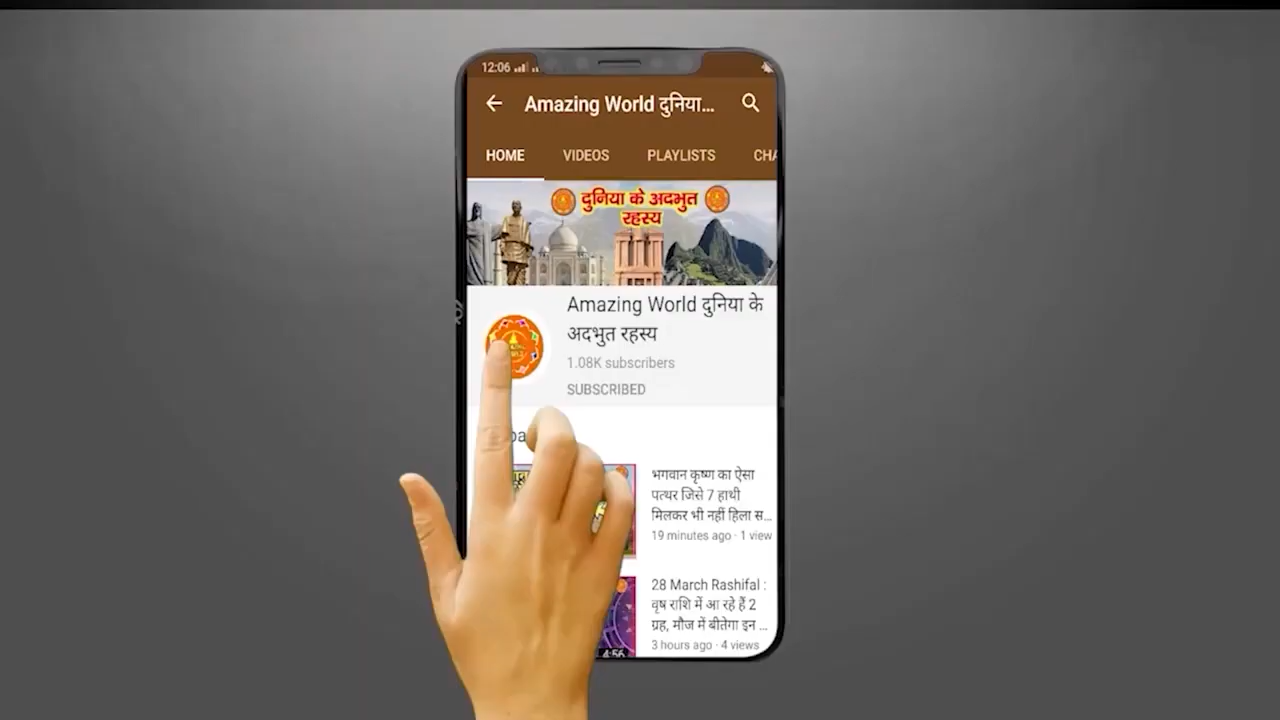 12:06
Amazing World दुनिया...
HOME VIDEOS PLAYLISTS CHA
दुनिया के अदभुत
रहस्य
Amazing World दुनिया के
अदभुत रहस्य
1.08K subscribers
SUBSCRIBED
भगवान कृष्ण का ऐसा
पत्थर जिसे 7 हाथी
मिलकर भी नहीं हिला स...
19 minutes ago · 1 view
28 March Rashifal :
वृष राशि में आ रहे हैं 2
ग्रह, मौज में बीतेगा इन ...
3 hours ago · 4 views
4:56